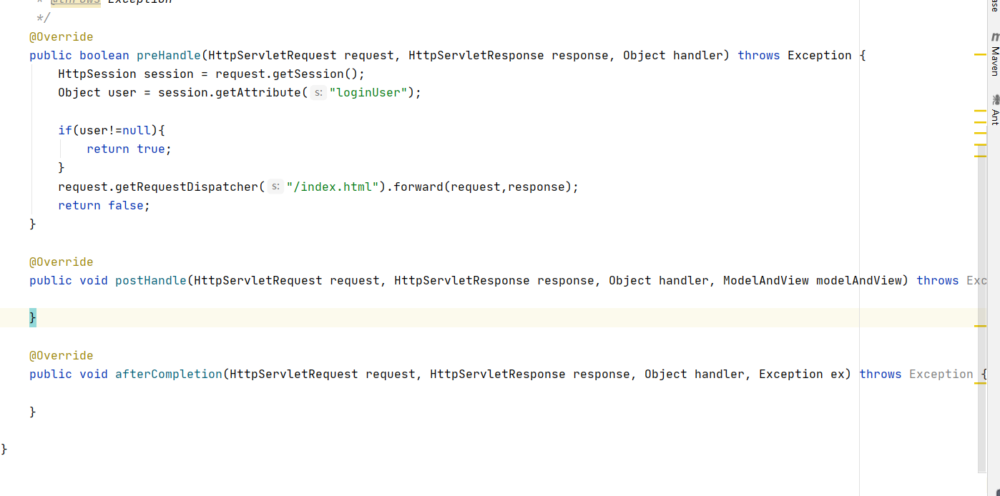 * @throws Exception
*/
@Override
public boolean preHandle(HttpServletRequest request, HttpServletResponse response, Object handler) throws Exception {
HttpSession session = request.getSession();
Object user = session.getAttribute( s: "loginUser");
if(user!=null){
return true;
}
request.getRequestDispatcher( s: "/index.html").forward(request,response);
return false;
}
@Override
public void postHandle(HttpServletRequest request, HttpServletResponse response, Object handler, ModelAndView modelAndView) throws Exc
}
@Override
public void afterCompletion(HttpServletRequest request, HttpServletResponse response, Object handler, Exception ex) throws Exception {
}
}
ase
m Maven
Ant